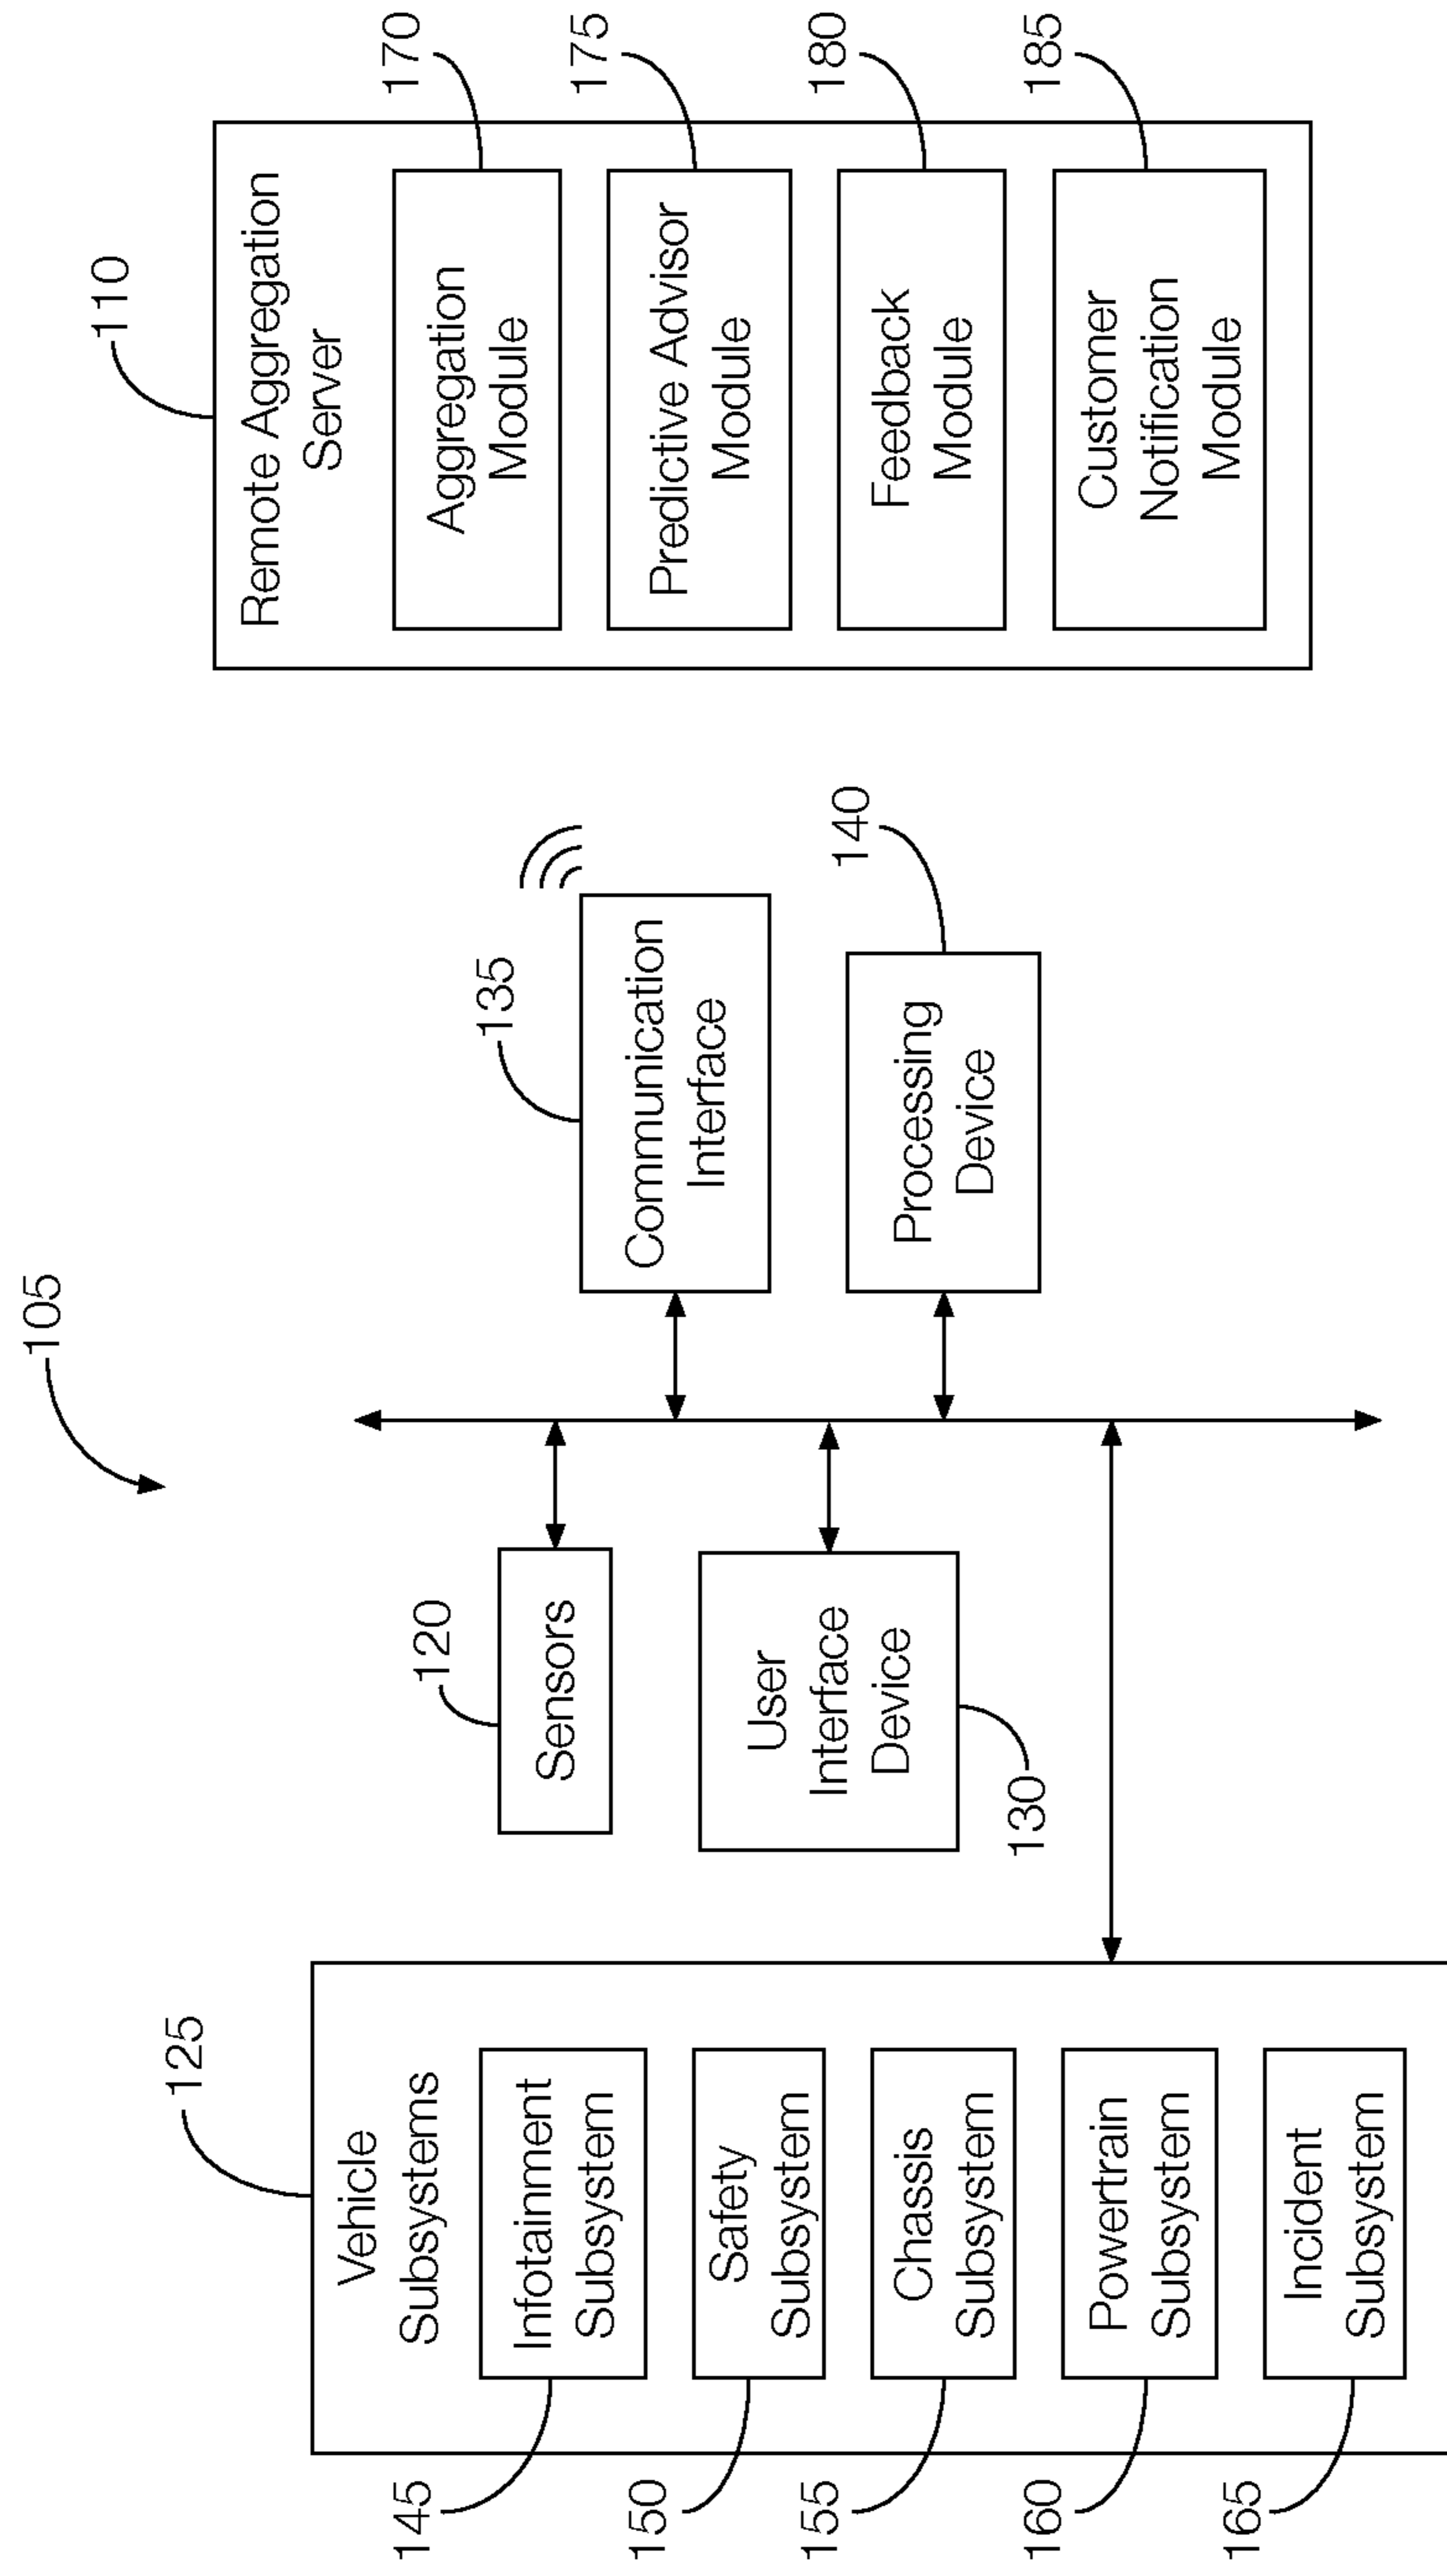 105
125
Vehicle
Subsystems
145
Infotainment
Subsystem
150
Safety
Subsystem
155
Chassis
Subsystem
160
Powertrain
Subsystem
165
Incident
Subsystem
120
Sensors
User
Interface
Device
130
135
Communication
Interface
140
Processing
Device
110
Remote Aggregation
Server
170
Aggregation
Module
175
Predictive Advisor
Module
180
Feedback
Module
185
Customer
Notification
Module